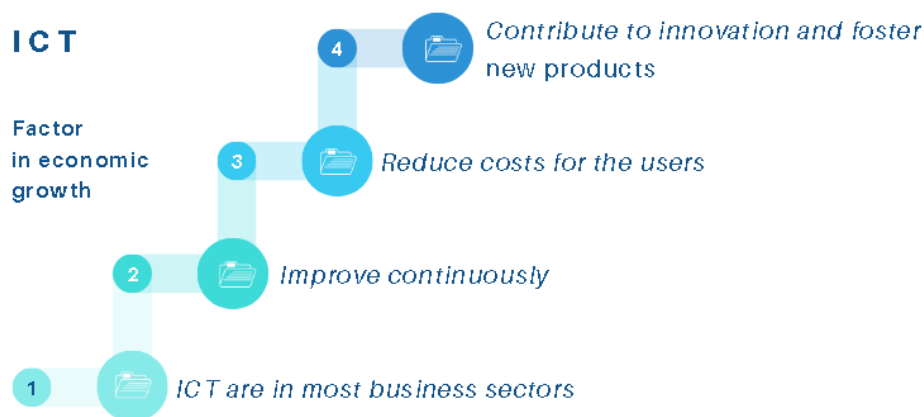 ICT
Factor
in economic
growth
4
Contribute to innovation and foster
new products
3
Reduce costs for the users
2
Improve continuously
1
ICT are in most business sectors